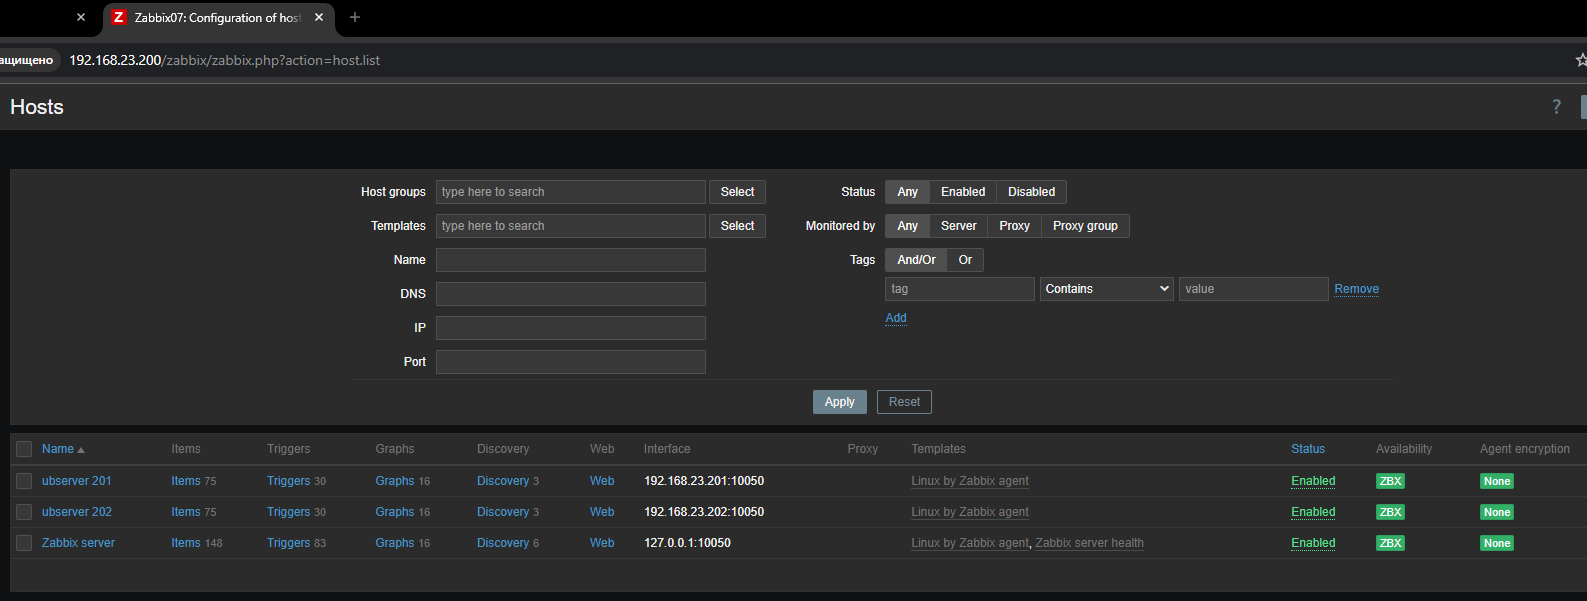 Zabbix07: Configuration of host
ащищено 192.168.23.200/zabbix/zabbix.php?action=host.list
Hosts
?
Host groups type here to search Select Status Any Enabled Disabled
Templates type here to search Select Monitored by Any Server Proxy Proxy group
Name Tags And/Or Or
DNS tag Contains value Remove
IP Add
Port
Apply Reset
Name Items Triggers Graphs Discovery Web Interface Proxy Templates Status Availability Agent encryption
ubserver 201 Items 75 Triggers 30 Graphs 16 Discovery 3 Web 192.168.23.201:10050 Linux by Zabbix agent Enabled ZBX None
ubserver 202 Items 75 Triggers 30 Graphs 16 Discovery 3 Web 192.168.23.202:10050 Linux by Zabbix agent Enabled ZBX None
Zabbix server Items 148 Triggers 83 Graphs 16 Discovery 6 Web 127.0.0.1:10050 Linux by Zabbix agent, Zabbix server health Enabled ZBX None